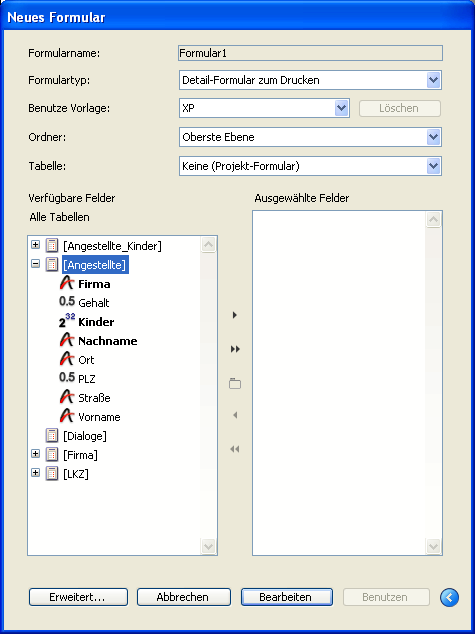 Neues Formular
Formularname: Formular1
Formulartyp: Detail-Formular zum Drucken
Benutze Vorlage: XP Löschen
Ordner: Oberste Ebene
Tabelle: Keine (Projekt-Formular)
Verfügbare Felder Ausgewählte Felder
Alle Tabellen
[Angestellte_Kinder]
[Angestellte]
Firma
0.5 Gehalt
2 32 Kinder
Nachname
Ort
0.5 PLZ
Straße
Vorname
[Dialoge]
[Firma]
[LKZ]
Erweitert... Abbrechen Bearbeiten Benutzen